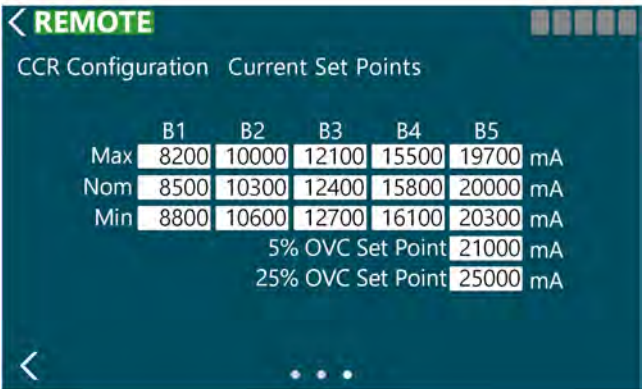 REMOTE
CCR Configuration Current Set Points
B1 B2 B3 B4 B5
Max 8200 10000 12100 15500 19700 mA
Nom 8500 10300 12400 15800 20000 mA
Min 8800 10600 12700 16100 20300 mA
5% OVC Set Point 21000 mA
25% OVC Set Point 25000 mA